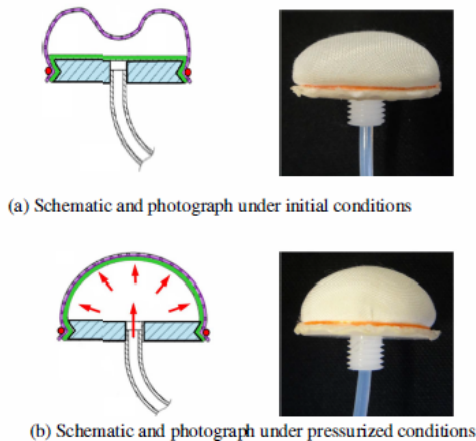 (a) Schematic and photograph under initial conditions
(b) Schematic and photograph under pressurized conditions